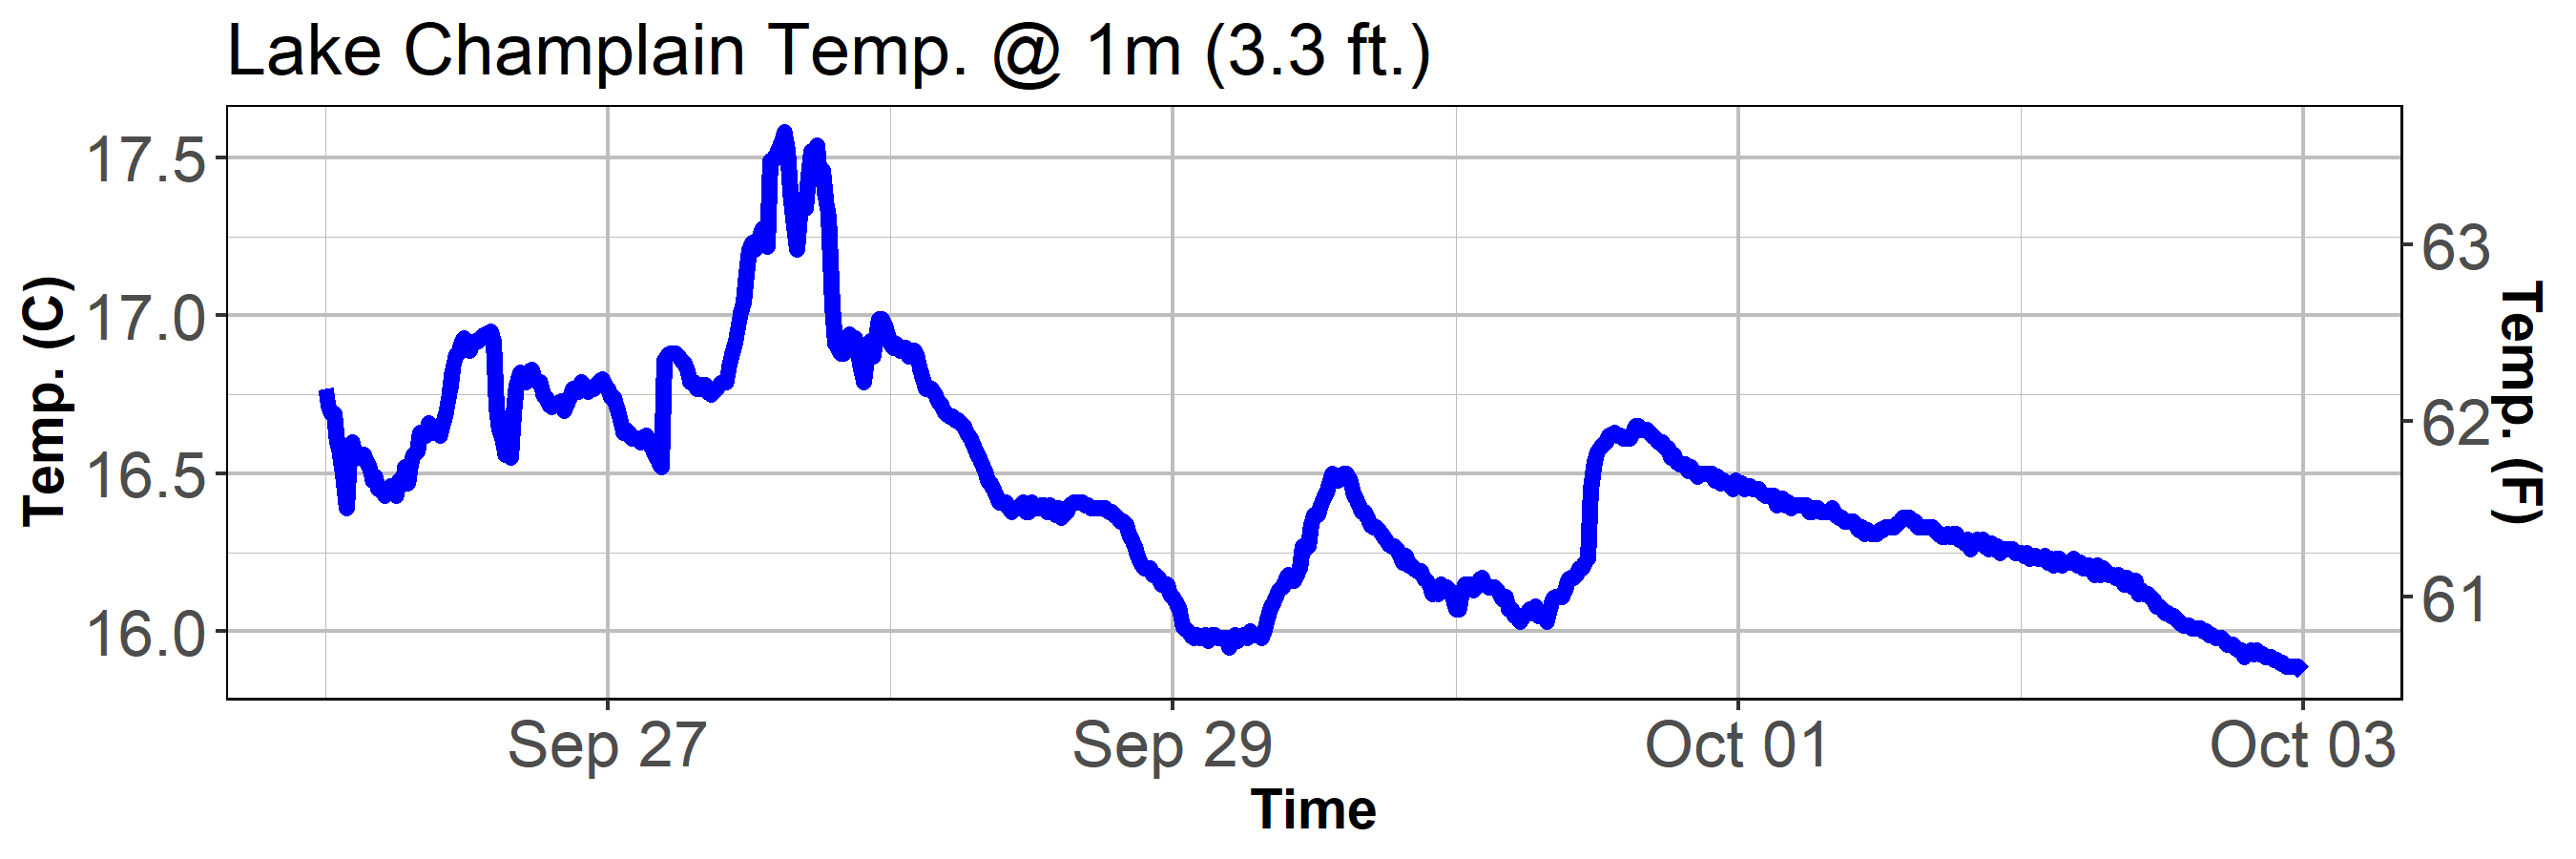 Lake Champlain Temp. @ 1m (3.3 ft.)
Temp. (C)
17.5
17.0
16.5
16.0
63
62
61
Temp. (F)
Sep 27
Sep 29
Oct 01
Oct 03
Time